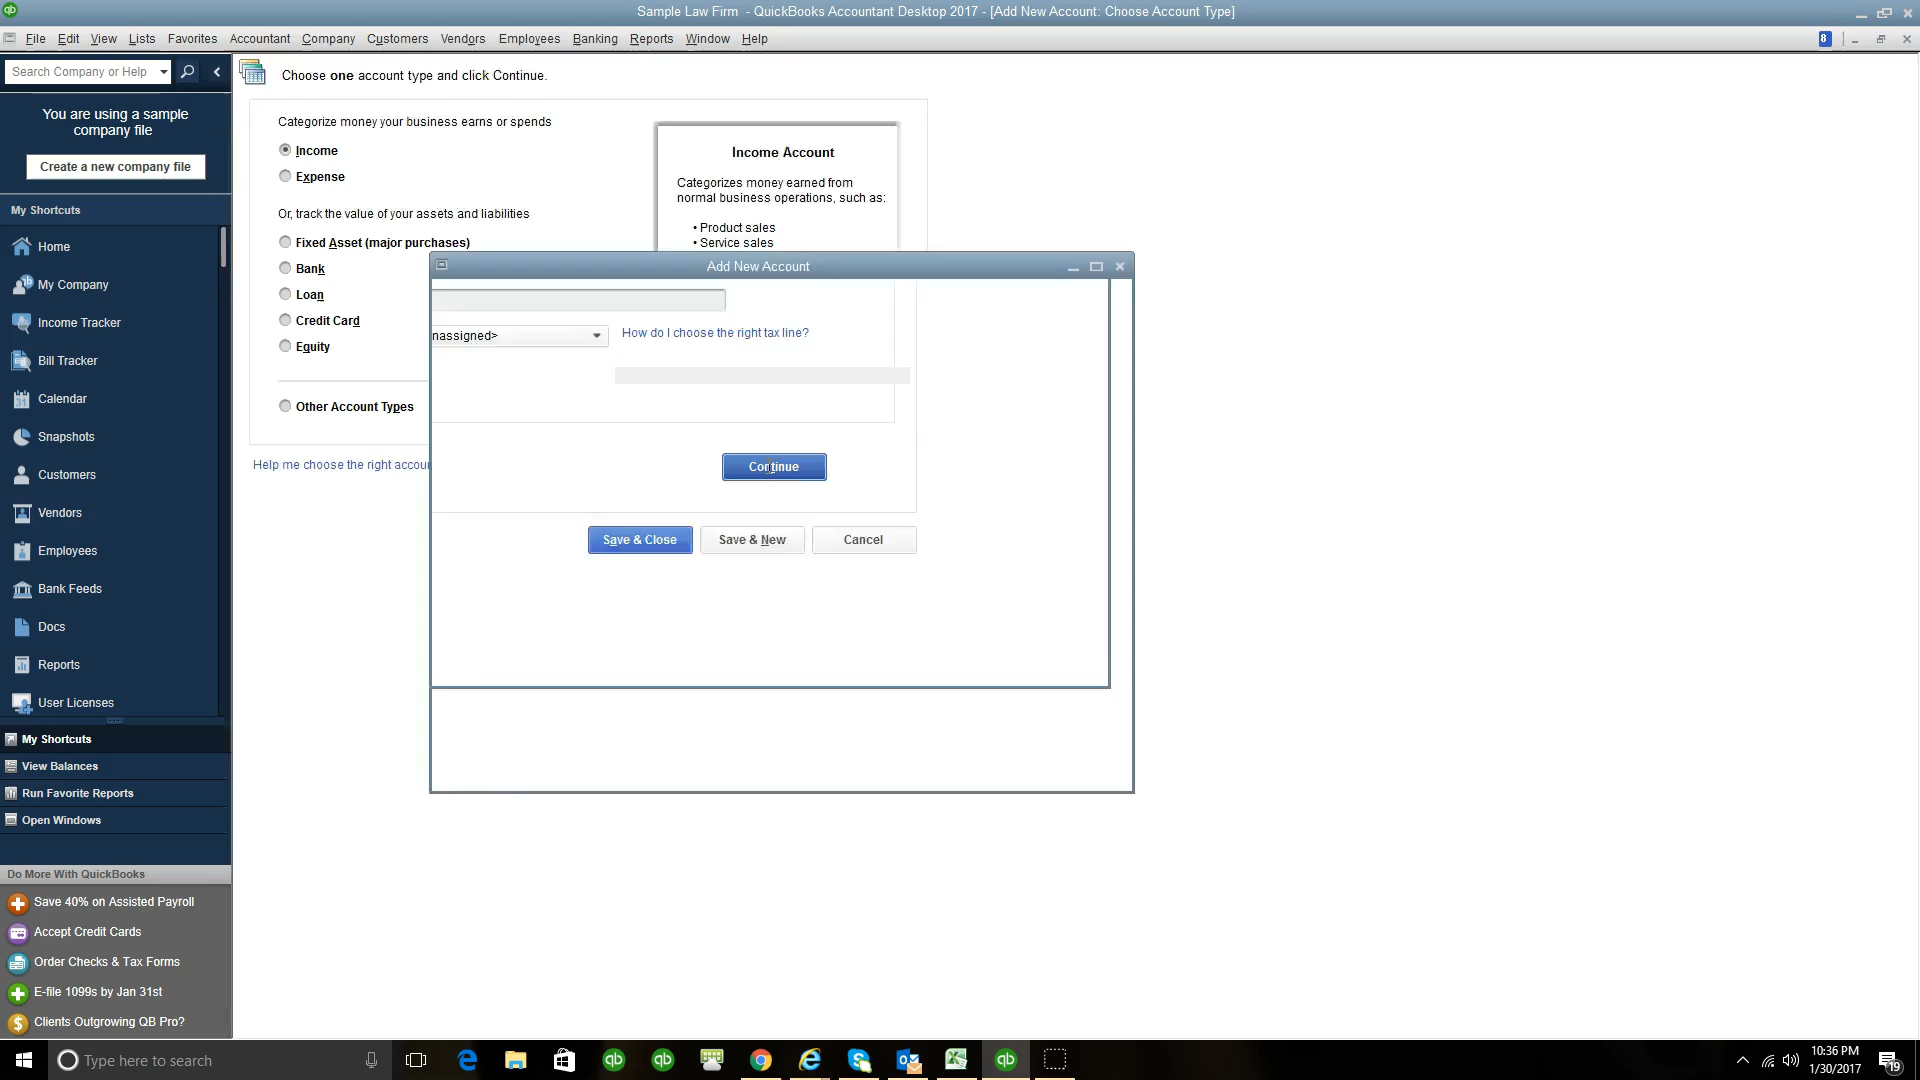 Sample Law Firm - QuickBooks Accountant Desktop 2017 - [Add New Account: Choose Account Type]
File Edit View Lists Favorites Accountant Company Customers Vendors Employees Banking Reports Window Help
8
Search Company or Help
Choose one account type and click Continue.
You are using a sample
company file
Create a new company file
My Shortcuts
Home
My Company
Income Tracker
Bill Tracker
31
Calendar
Snapshots
Customers
Vendors
Employees
Bank Feeds
Docs
Reports
User Licenses
My Shortcuts
View Balances
Run Favorite Reports
Open Windows
Do More With QuickBooks
Save 40% on Assisted Payroll
Accept Credit Cards
Order Checks & Tax Forms
E-file 1099s by Jan 31st
$
Clients Outgrowing QB Pro?
Categorize money your business earns or spends
Income
Expense
Or, track the value of your assets and liabilities
Fixed Asset (major purchases)
Bank
Loan
Credit Card
Equity
Other Account Types
Help me choose the right accou
Income Account
Categorizes money earned from
normal business operations, such as:
• Product sales
• Service sales
Add New Account
nassigned>
How do I choose the right tax line?
Continue
Save & Close
Save & New
Cancel
Type here to search
10:36 PM
1/30/2017
19